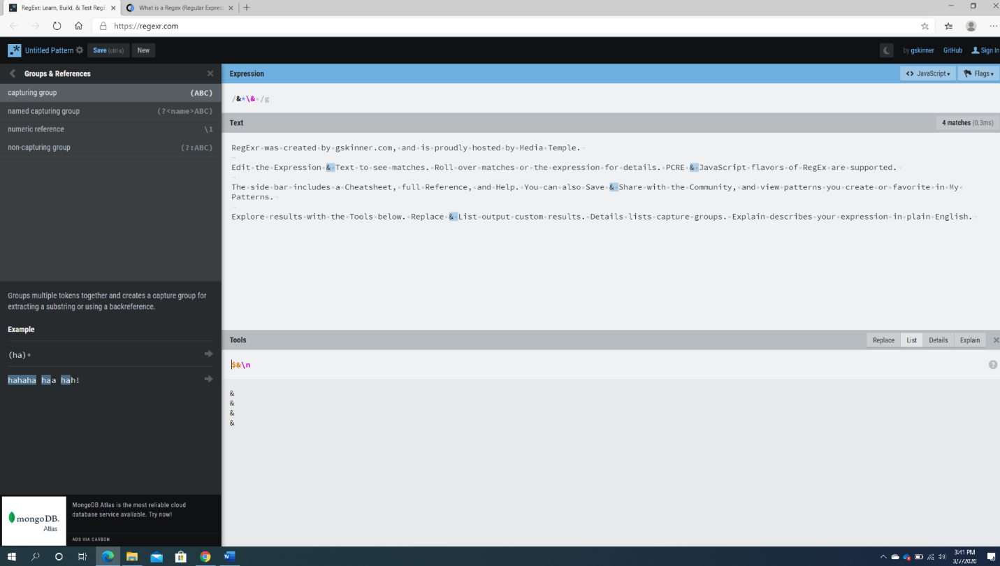 RegExr: Learn, Build, & Test RegE
What is a Regex (Regular Express
https://regexr.com
Untitled Pattern
Save (ctrl-s)
New
by gskinner
GitHub
Sign In
Groups & References
capturing group (ABC)
named capturing group (?<name>ABC)
numeric reference \1
non-capturing group (?:ABC)
Groups multiple tokens together and creates a capture group for
extracting a substring or using a backreference.
Example
(ha)+
hahaha haa hah!
mongoDB.
Atlas
MongoDB Atlas is the most reliable cloud
database service available. Try now!
ADS VIA CARBON
Expression
JavaScript
Flags
/&*\& /g
Text
4 matches (0.3ms)
RegExr was created by gskinner.com, and is proudly hosted by Media Temple.
Edit the Expression & Text to see matches. Roll over matches or the expression for details. PCRE & JavaScript flavors of RegEx are supported.
The side bar includes a Cheatsheet, full Reference, and Help. You can also Save & Share with the Community, and view patterns you create or favorite in My
Patterns.
Explore results with the Tools below. Replace & List output custom results. Details lists capture groups. Explain describes your expression in plain English.
Tools
Replace
List
Details
Explain
$&\n
&
&
&
&
3:41 PM
3/7/2020